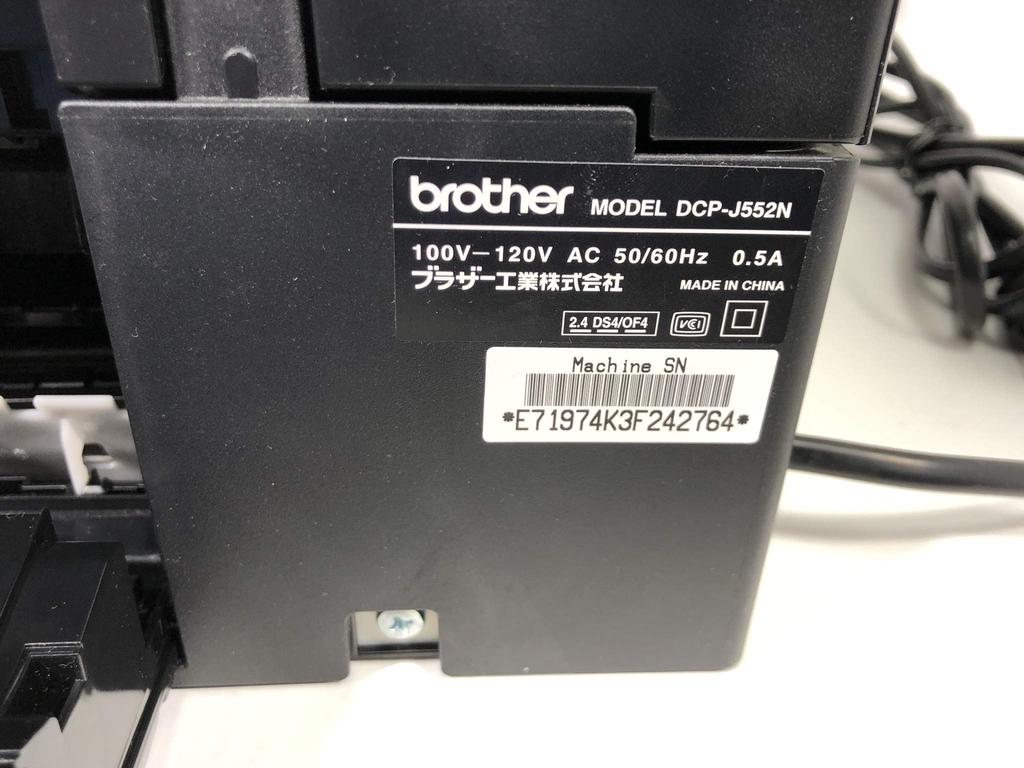 brother MODEL DCP-J552N
100V－120V AC 50/60Hz 0.5A
ブラザー工業株式会社 MADE IN CHINA
2.4 DS4/OF4 VCI
Machine SN
*E71974K3F242764*